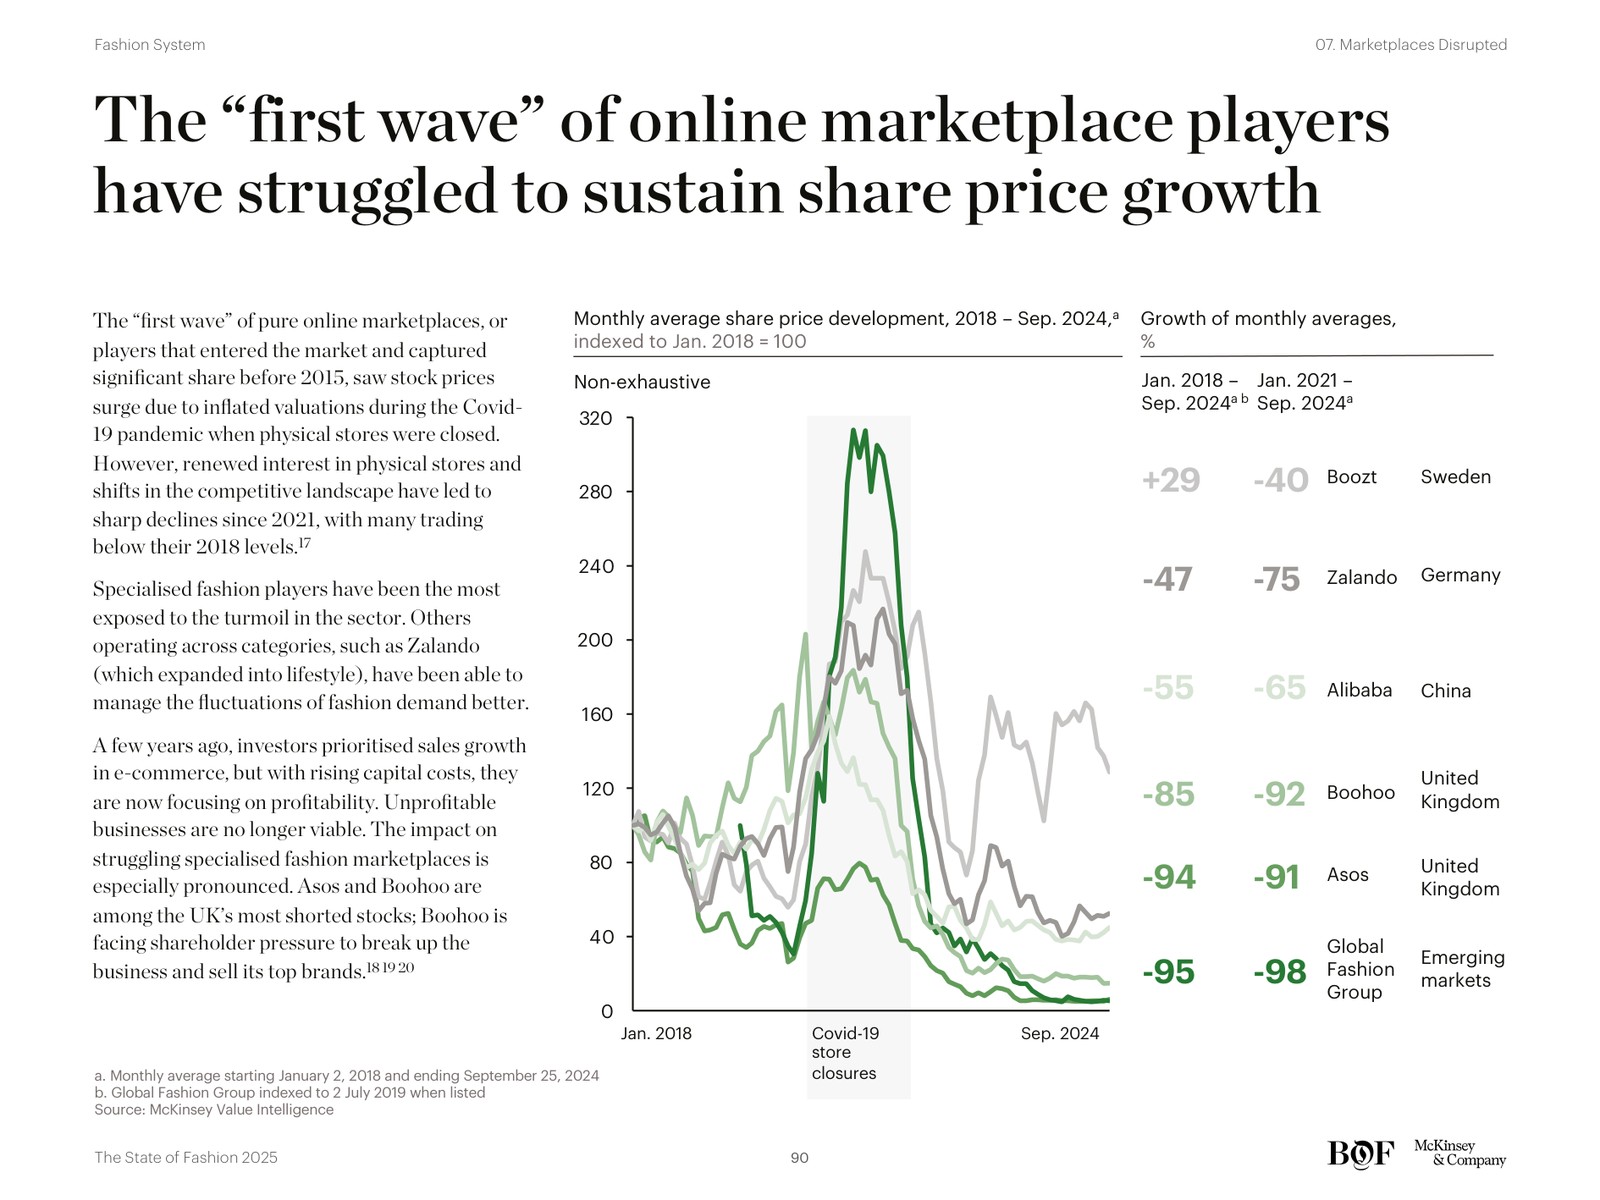 Fashion System
07. Marketplaces Disrupted
The “first wave” of online marketplace players
have struggled to sustain share price growth
The “first wave” of pure online marketplaces, or
players that entered the market and captured
significant share before 2015, saw stock prices
surge due to inflated valuations during the Covid-
19 pandemic when physical stores were closed.
However, renewed interest in physical stores and
shifts in the competitive landscape have led to
sharp declines since 2021, with many trading
below their 2018 levels.17
Specialised fashion players have been the most
exposed to the turmoil in the sector. Others
operating across categories, such as Zalando
(which expanded into lifestyle), have been able to
manage the fluctuations of fashion demand better.
A few years ago, investors prioritised sales growth
in e-commerce, but with rising capital costs, they
are now focusing on profitability. Unprofitable
businesses are no longer viable. The impact on
struggling specialised fashion marketplaces is
especially pronounced. Asos and Boohoo are
among the UK’s most shorted stocks; Boohoo is
facing shareholder pressure to break up the
business and sell its top brands.18 19 20
Monthly average share price development, 2018 – Sep. 2024,a
indexed to Jan. 2018 = 100
Non-exhaustive
320
280
240
200
160
120
80
40
0
Jan. 2018
Covid-19
store
closures
Sep. 2024
Growth of monthly averages,
%
Jan. 2018 – Jan. 2021 –
Sep. 2024a b Sep. 2024a
+29 -40 Boozt Sweden
-47 -75 Zalando Germany
-55 -65 Alibaba China
-85 -92 Boohoo United
Kingdom
-94 -91 Asos United
Kingdom
-95 -98 Global
Fashion
Group
Emerging
markets
a. Monthly average starting January 2, 2018 and ending September 25, 2024
b. Global Fashion Group indexed to 2 July 2019 when listed
Source: McKinsey Value Intelligence
The State of Fashion 2025
90
BOF
McKinsey
& Company